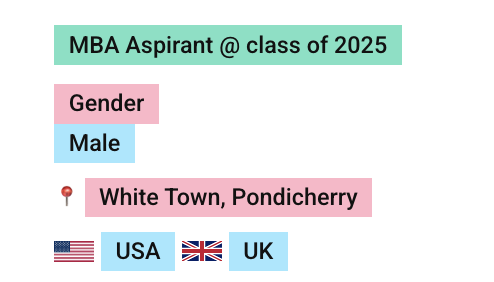 MBA Aspirant @ class of 2025
Gender
Male
White Town, Pondicherry
USA UK